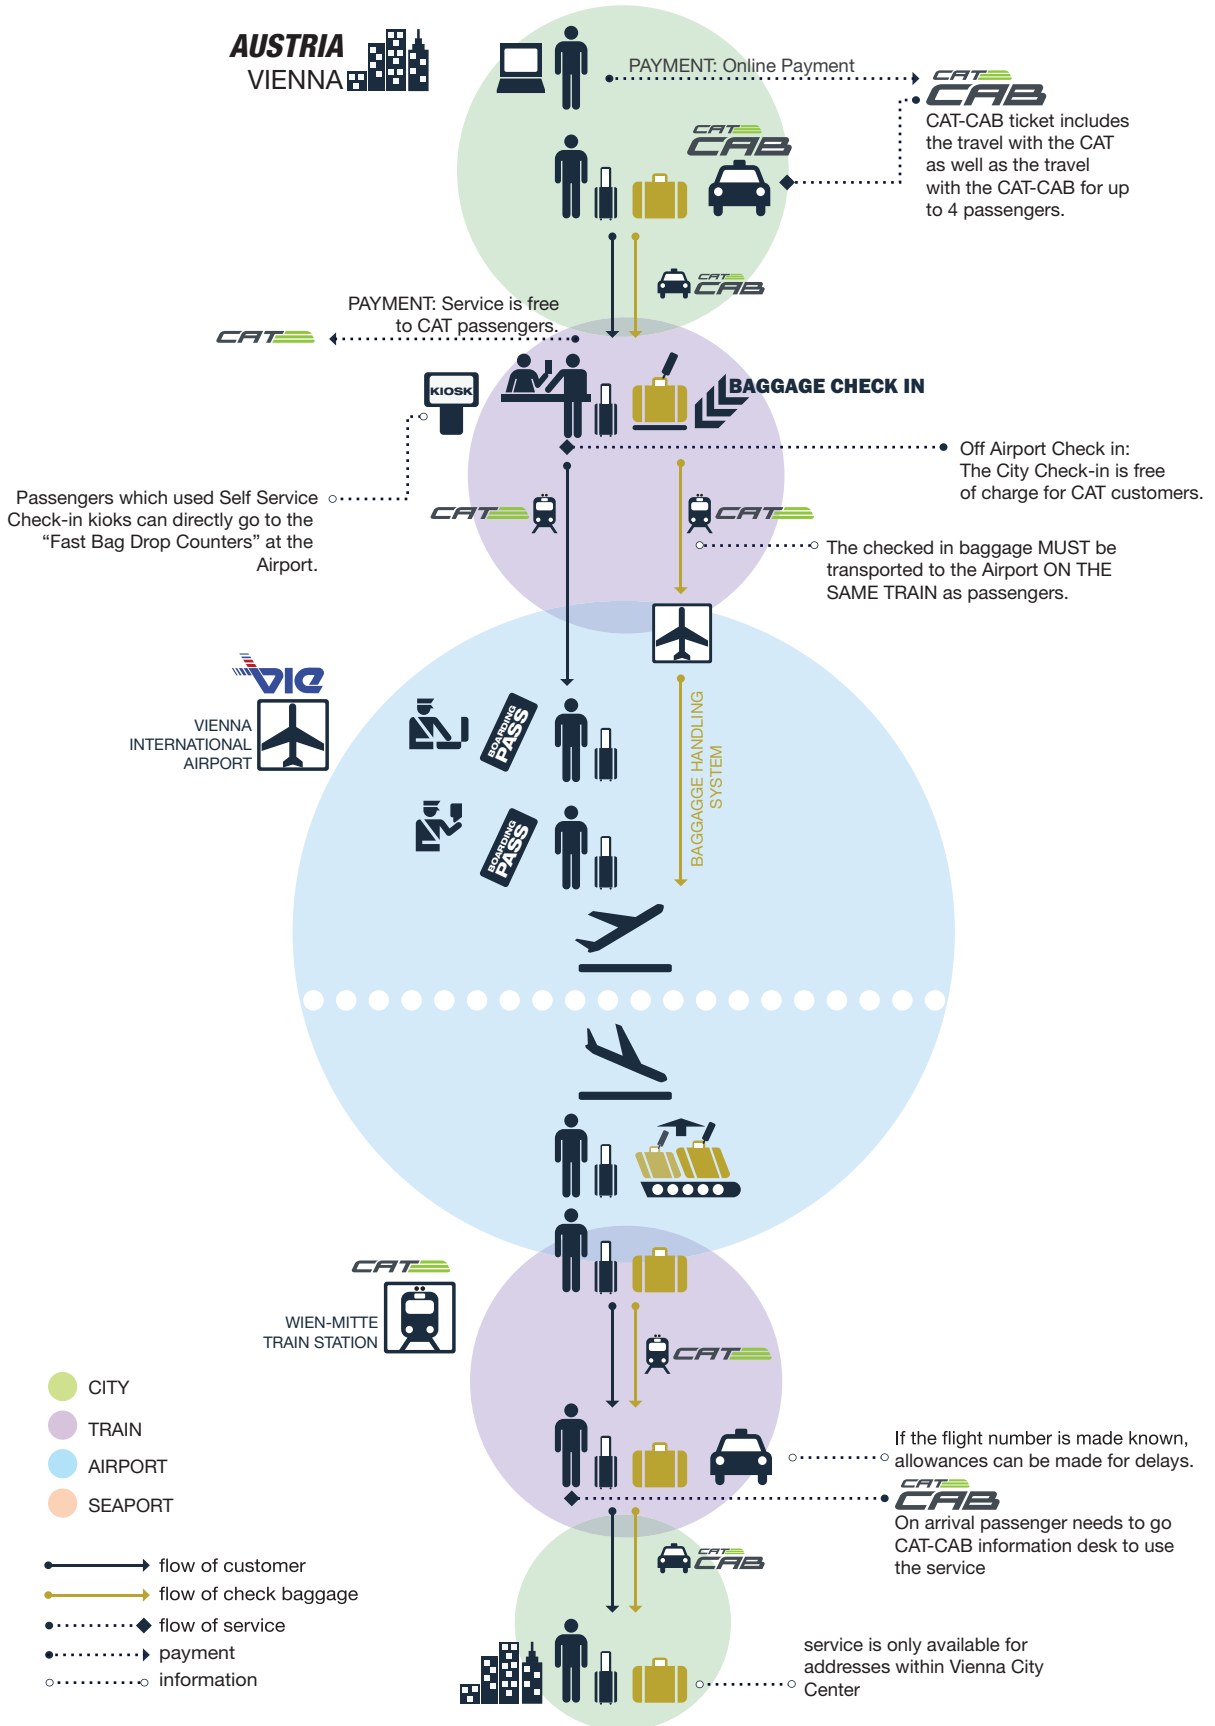 AUSTRIA
VIENNA
PAYMENT: Online Payment
CAT
CAB
CAT-CAB ticket includes
the travel with the CAT
as well as the travel
with the CAT-CAB for up
to 4 passengers.
CAT
CAB
CAT
CAB
PAYMENT: Service is free
to CAT passengers.
CAT
KIOSK
BAGGAGE CHECK IN
Off Airport Check in:
The City Check-in is free
of charge for CAT customers.
Passengers which used Self Service
Check-in kioks can directly go to the
“Fast Bag Drop Counters” at the
Airport.
CAT
CAT
The checked in baggage MUST be
transported to the Airport ON THE
SAME TRAIN as passengers.
VIE
VIENNA
INTERNATIONAL
AIRPORT
BOARDING
PASS
BOARDING
PASS
BAGGAGGE HANDLING
SYSTEM
CAT
WIEN-MITTE
TRAIN STATION
CAT
CITY
TRAIN
AIRPORT
SEAPORT
If the flight number is made known,
allowances can be made for delays.
CAT
CAB
On arrival passenger needs to go
CAT-CAB information desk to use
the service
CAT
CAB
flow of customer
flow of check baggage
flow of service
payment
information
service is only available for
addresses within Vienna City
Center